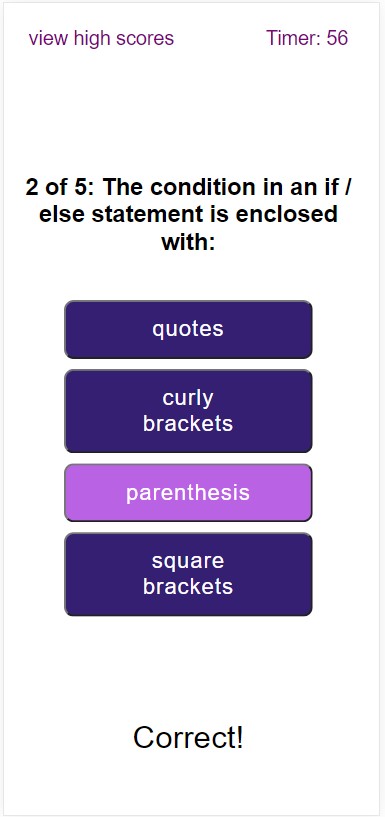 view high scores
Timer: 56
2 of 5: The condition in an if /
else statement is enclosed
with:
quotes
curly
brackets
parenthesis
square
brackets
Correct!